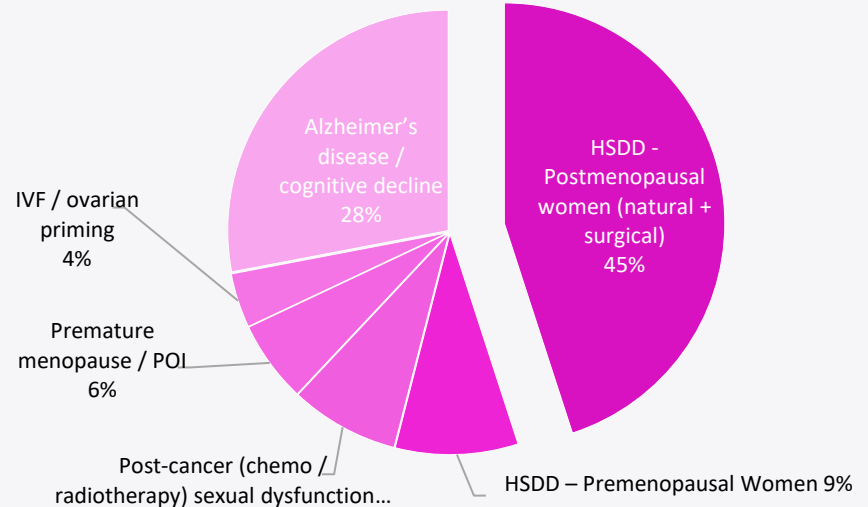 Alzheimer’s
disease /
cognitive decline
28%
HSDD -
Postmenopausal
women (natural +
surgical)
45%
IVF / ovarian
priming
4%
Premature
menopause / POI
6%
Post-cancer (chemo /
radiotherapy) sexual dysfunction…
HSDD – Premenopausal Women 9%